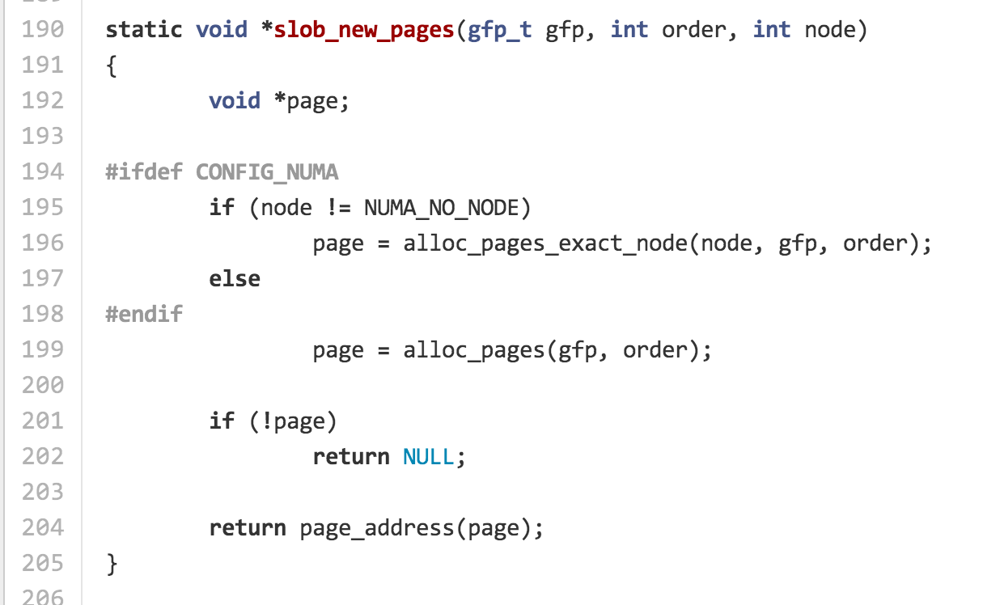 190 static void *slob_new_pages(gfp_t gfp, int order, int node)
191 {
192 void *page;
193
194 #ifdef CONFIG_NUMA
195 if (node != NUMA_NO_NODE)
196 page = alloc_pages_exact_node(node, gfp, order);
197 else
198 #endif
199 page = alloc_pages(gfp, order);
200
201 if (!page)
202 return NULL;
203
204 return page_address(page);
205 }
206